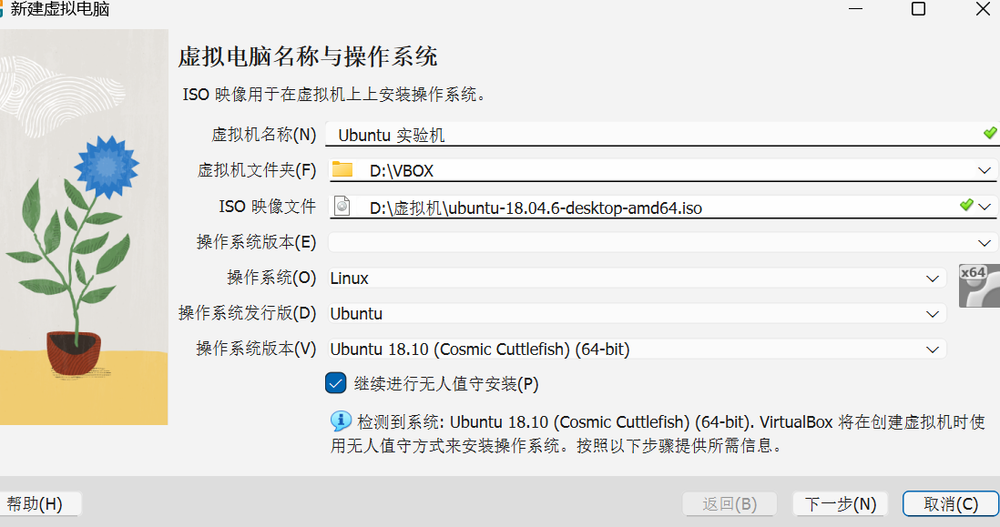 新建虚拟电脑
虚拟电脑名称与操作系统
ISO 映像用于在虚拟机上上安装操作系统。
虚拟机名称(N) Ubuntu 实验机
虚拟机文件夹(F) D:\VBOX
ISO 映像文件 D:\虚拟机\ubuntu-18.04.6-desktop-amd64.iso
操作系统版本(E)
操作系统(O) Linux
x64
操作系统发行版(D) Ubuntu
操作系统版本(V) Ubuntu 18.10 (Cosmic Cuttlefish) (64-bit)
继续进行无人值守安装(P)
检测到系统: Ubuntu 18.10 (Cosmic Cuttlefish) (64-bit). VirtualBox 将在创建虚拟机时使
用无人值守方式来安装操作系统。按照以下步骤提供所需信息。
帮助(H) 返回(B) 下一步(N) 取消(C)